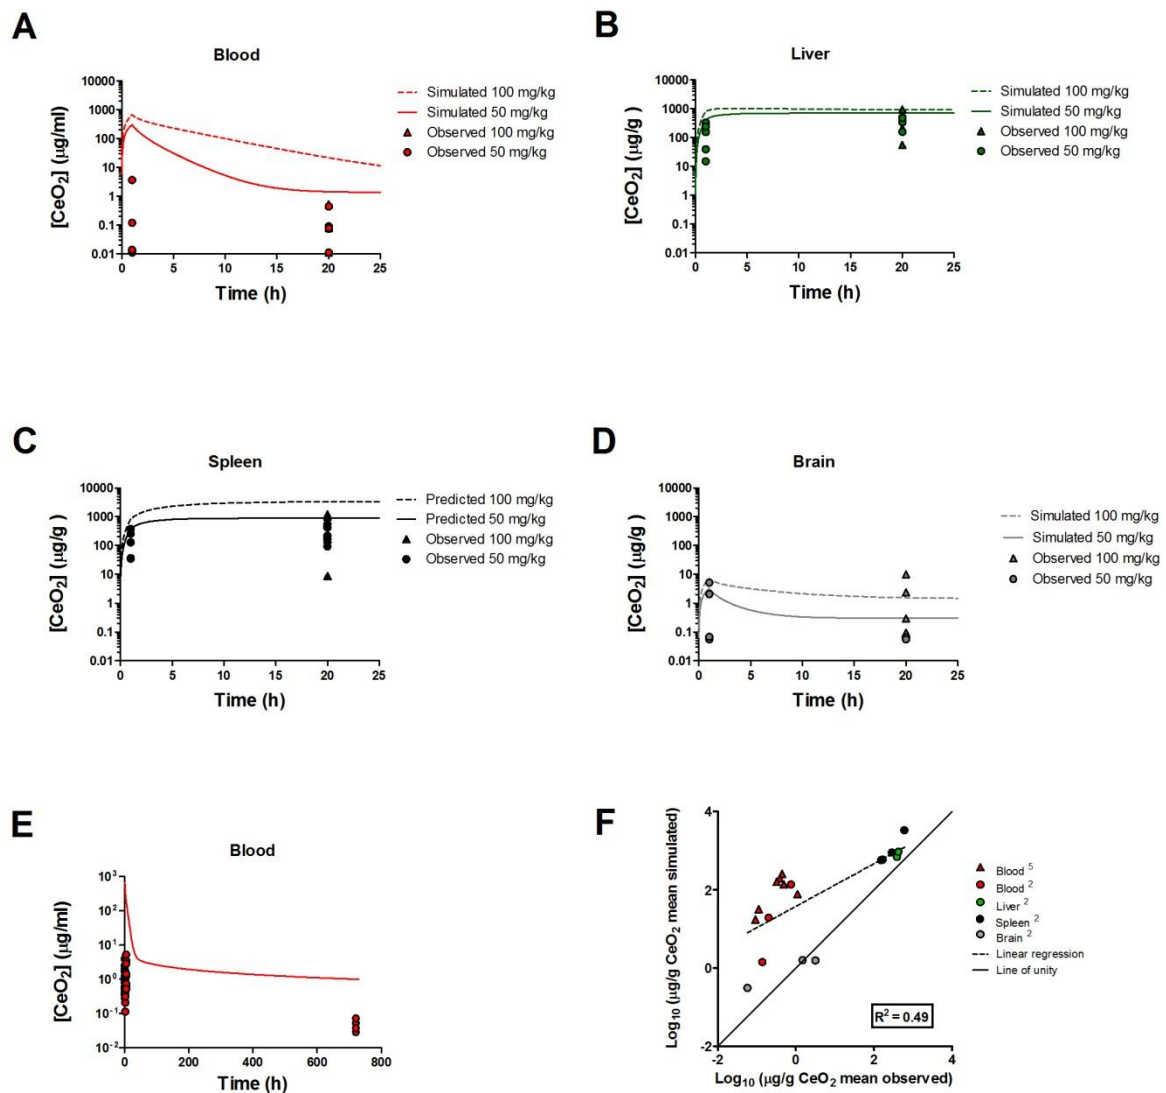 A
Blood
[CeO2] (μg/ml)
10000
1000
100
10
1
0.1
0.01
0
5
10
15
20
25
Time (h)
Simulated 100 mg/kg
Simulated 50 mg/kg
Observed 100 mg/kg
Observed 50 mg/kg
B
Liver
[CeO2] (μg/g )
10000
1000
100
10
1
0.1
0.01
0
5
10
15
20
25
Time (h)
Simulated 100 mg/kg
Simulated 50 mg/kg
Observed 100 mg/kg
Observed 50 mg/kg
C
Spleen
[CeO2] (μg/g )
10000
1000
100
10
1
0.1
0.01
0
5
10
15
20
25
Time (h)
Predicted 100 mg/kg
Predicted 50 mg/kg
Observed 100 mg/kg
Observed 50 mg/kg
D
Brain
[CeO2] (μg/g )
10000
1000
100
10
1
0.1
0.01
0
5
10
15
20
25
Time (h)
Simulated 100 mg/kg
Simulated 50 mg/kg
Observed 100 mg/kg
Observed 50 mg/kg
E
Blood
[CeO2] (μg/ml)
10³
10²
10¹
10⁰
10⁻¹
10⁻²
0
200
400
600
800
Time (h)
F
Log10 (μg/g CeO2 mean simulated)
4
2
0
-2
-2
0
2
4
Log10 (μg/g CeO2 mean observed)
R² = 0.49
Blood ⁵
Blood ²
Liver ²
Spleen ²
Brain ²
Linear regression
Line of unity